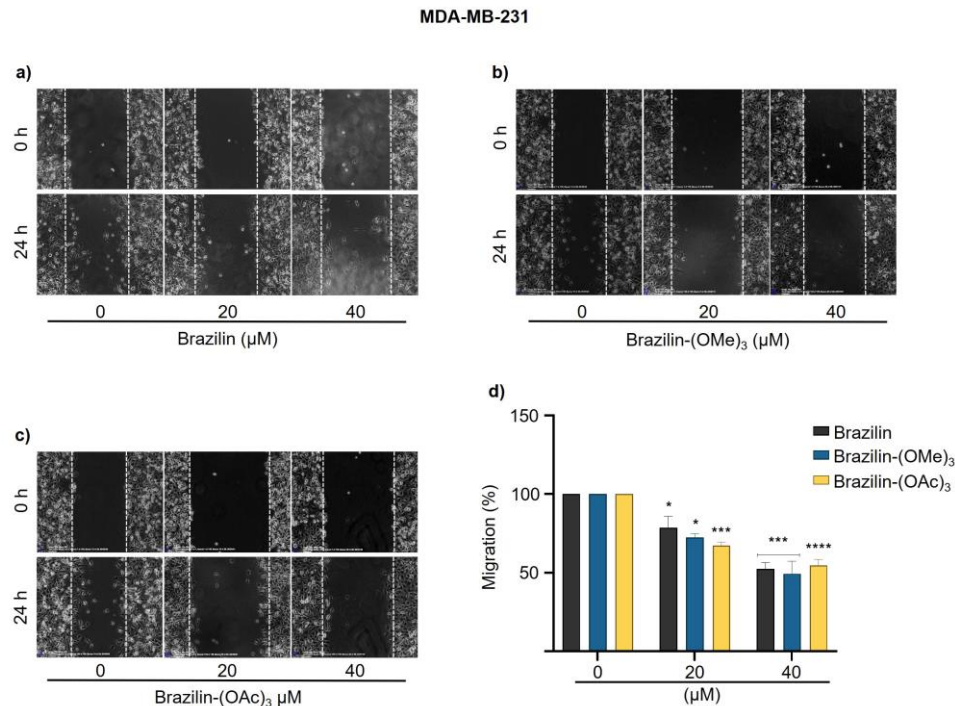 MDA-MB-231
a)
0 h
24 h
0 20 40
Brazilin (µM)
b)
0 h
24 h
0 20 40
Brazilin-(OMe)₃ (µM)
c)
0 h
24 h
0 20 40
Brazilin-(OAc)₃ µM
d)
Migration (%)
150
100
50
Brazilin
Brazilin-(OMe)₃
Brazilin-(OAc)₃
* * ***
*** ****
0 20 40
(µM)